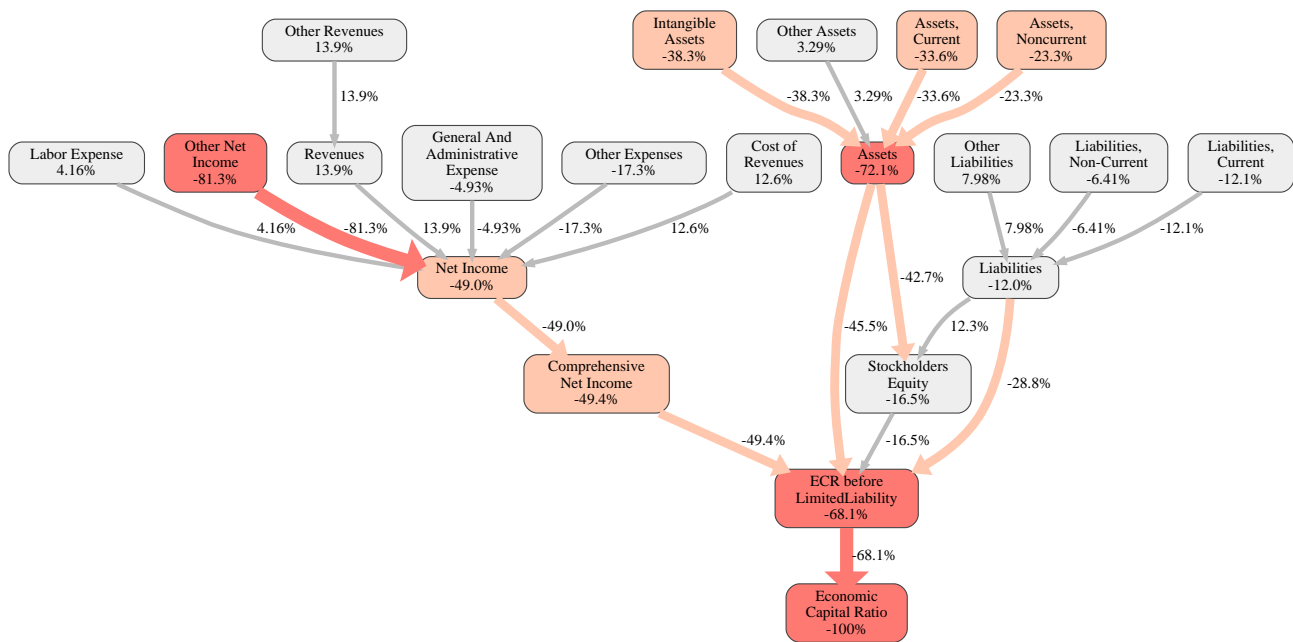 Other Revenues
13.9%
Intangible
Assets
-38.3%
Other Assets
3.29%
Assets,
Current
-33.6%
Assets,
Noncurrent
-23.3%
13.9%
-38.3%
3.29%
-33.6%
-23.3%
Labor Expense
4.16%
Other Net
Income
-81.3%
Revenues
13.9%
General And
Administrative
Expense
-4.93%
Other Expenses
-17.3%
Cost of
Revenues
12.6%
Assets
-72.1%
Other
Liabilities
7.98%
Liabilities,
Non-Current
-6.41%
Liabilities,
Current
-12.1%
4.16%
-81.3%
13.9%
-4.93%
-17.3%
12.6%
7.98%
-6.41%
-12.1%
Net Income
-49.0%
-42.7%
Liabilities
-12.0%
-49.0%
-45.5%
12.3%
Comprehensive
Net Income
-49.4%
Stockholders
Equity
-16.5%
-28.8%
-49.4%
-16.5%
ECR before
LimitedLiability
-68.1%
-68.1%
Economic
Capital Ratio
-100%